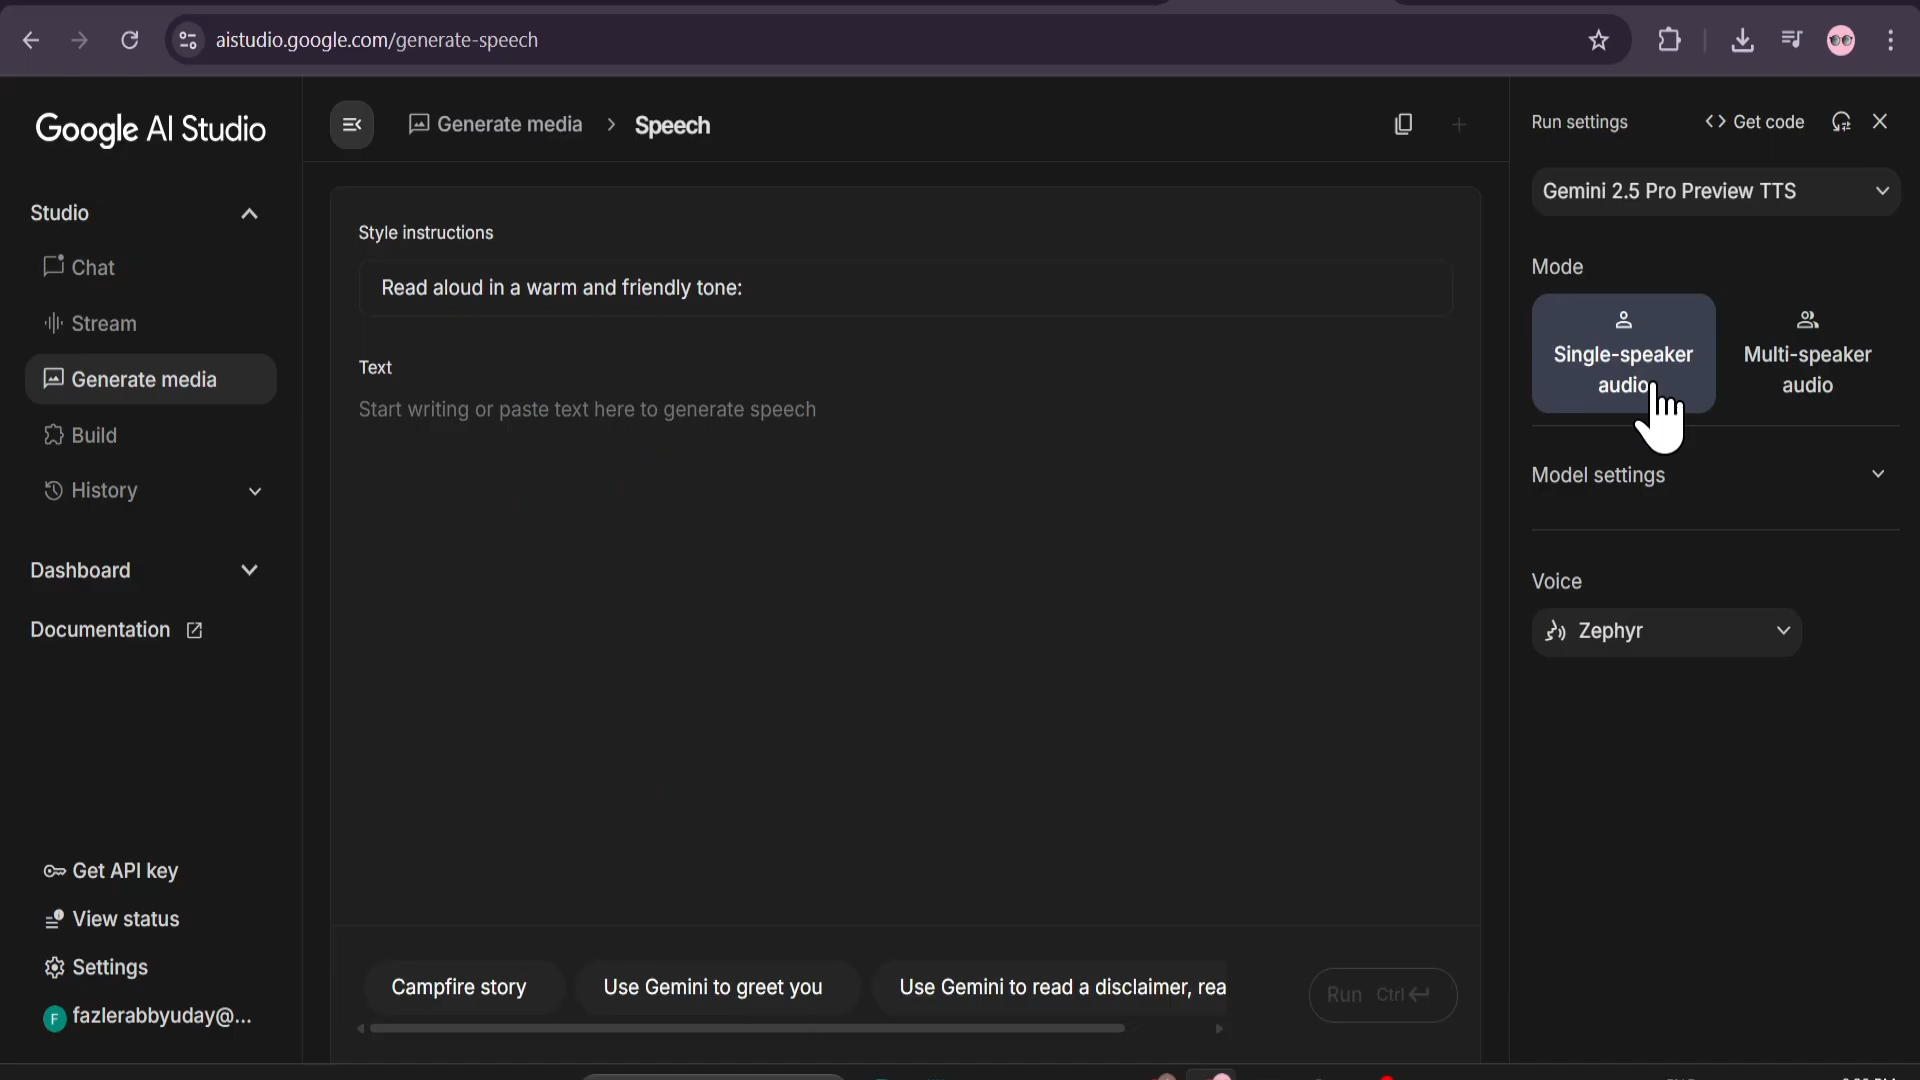 aistudio.google.com/generate-speech
Google AI Studio
Studio
Chat
Stream
Generate media
Build
History
Dashboard
Documentation
Get API key
View status
Settings
F
fazlerabbyuday@...
Generate media > Speech
Style instructions
Read aloud in a warm and friendly tone:
Text
Start writing or paste text here to generate speech
Campfire story
Use Gemini to greet you
Use Gemini to read a disclaimer, rea
Run Ctrl
Run settings
<> Get code
Gemini 2.5 Pro Preview TTS
Mode
Single-speaker
audio
Multi-speaker
audio
Model settings
Voice
Zephyr